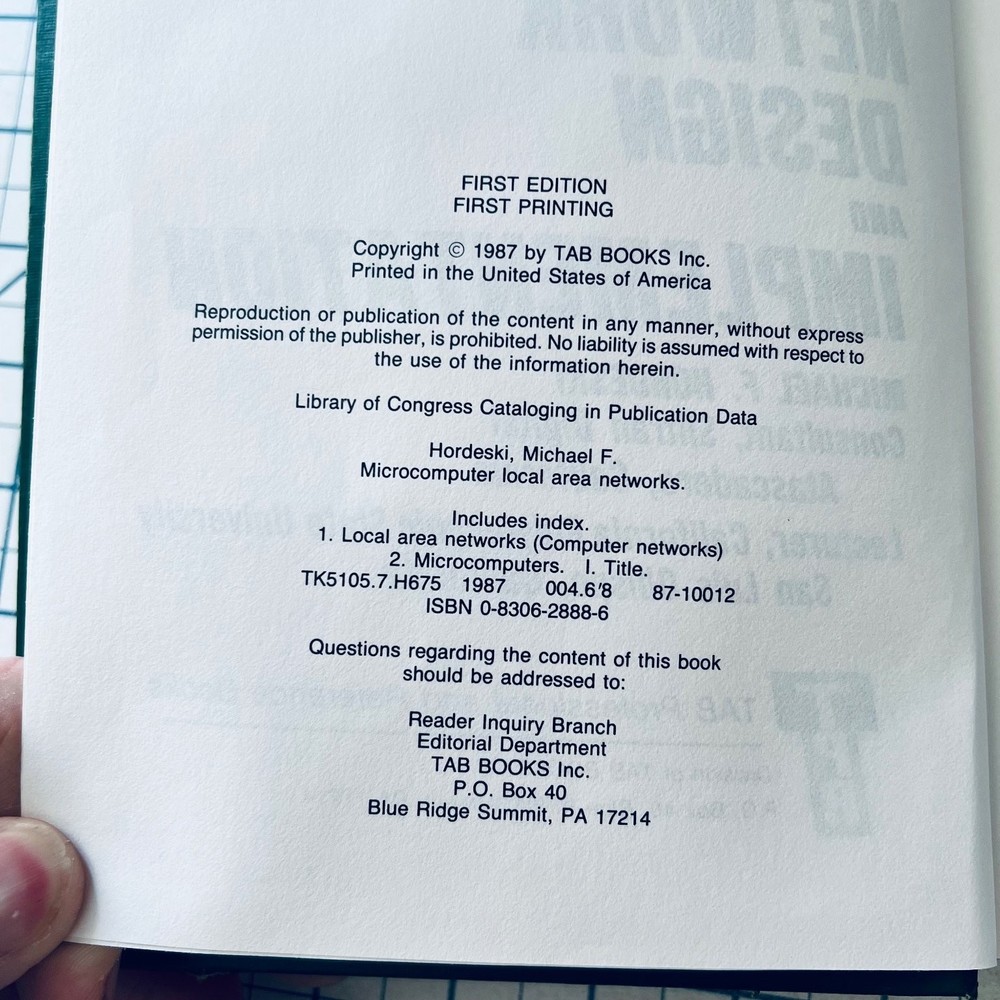 FIRST EDITION
FIRST PRINTING
Copyright © 1987 by TAB BOOKS Inc.
Printed in the United States of America
Reproduction or publication of the content in any manner, without express
permission of the publisher, is prohibited. No liability is assumed with respect to
the use of the information herein.
Library of Congress Cataloging in Publication Data
Hordeski, Michael F.
Microcomputer local area networks.
Includes index.
1. Local area networks (Computer networks)
2. Microcomputers. I. Title.
TK5105.7.H675 1987 004.6'8 87-10012
ISBN 0-8306-2888-6
Questions regarding the content of this book
should be addressed to:
Reader Inquiry Branch
Editorial Department
TAB BOOKS Inc.
P.O. Box 40
Blue Ridge Summit, PA 17214